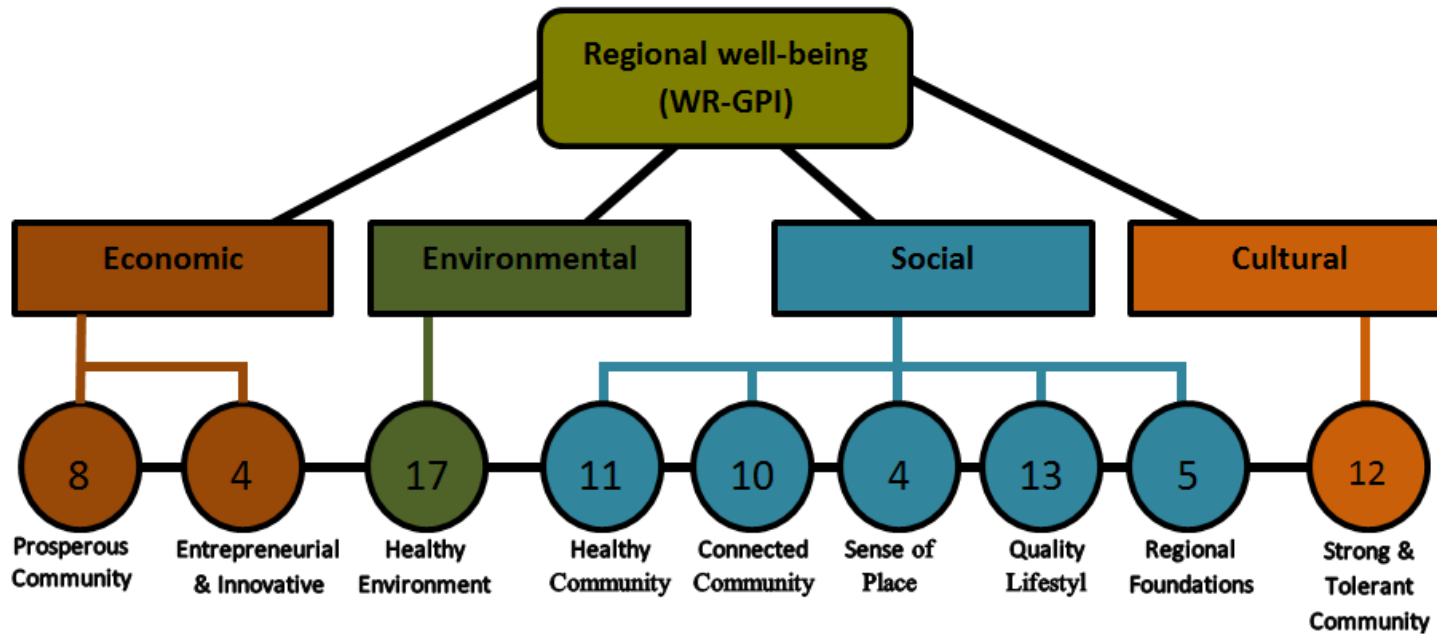 Regional well-being
(WR-GPI)
Economic
Environmental
Social
Cultural
8
4
17
11
10
4
13
5
12
Prosperous
Community
Entrepreneurial
& Innovative
Healthy
Environment
Healthy
Community
Connected
Community
Sense of
Place
Quality
Lifestyl
Regional
Foundations
Strong &
Tolerant
Community